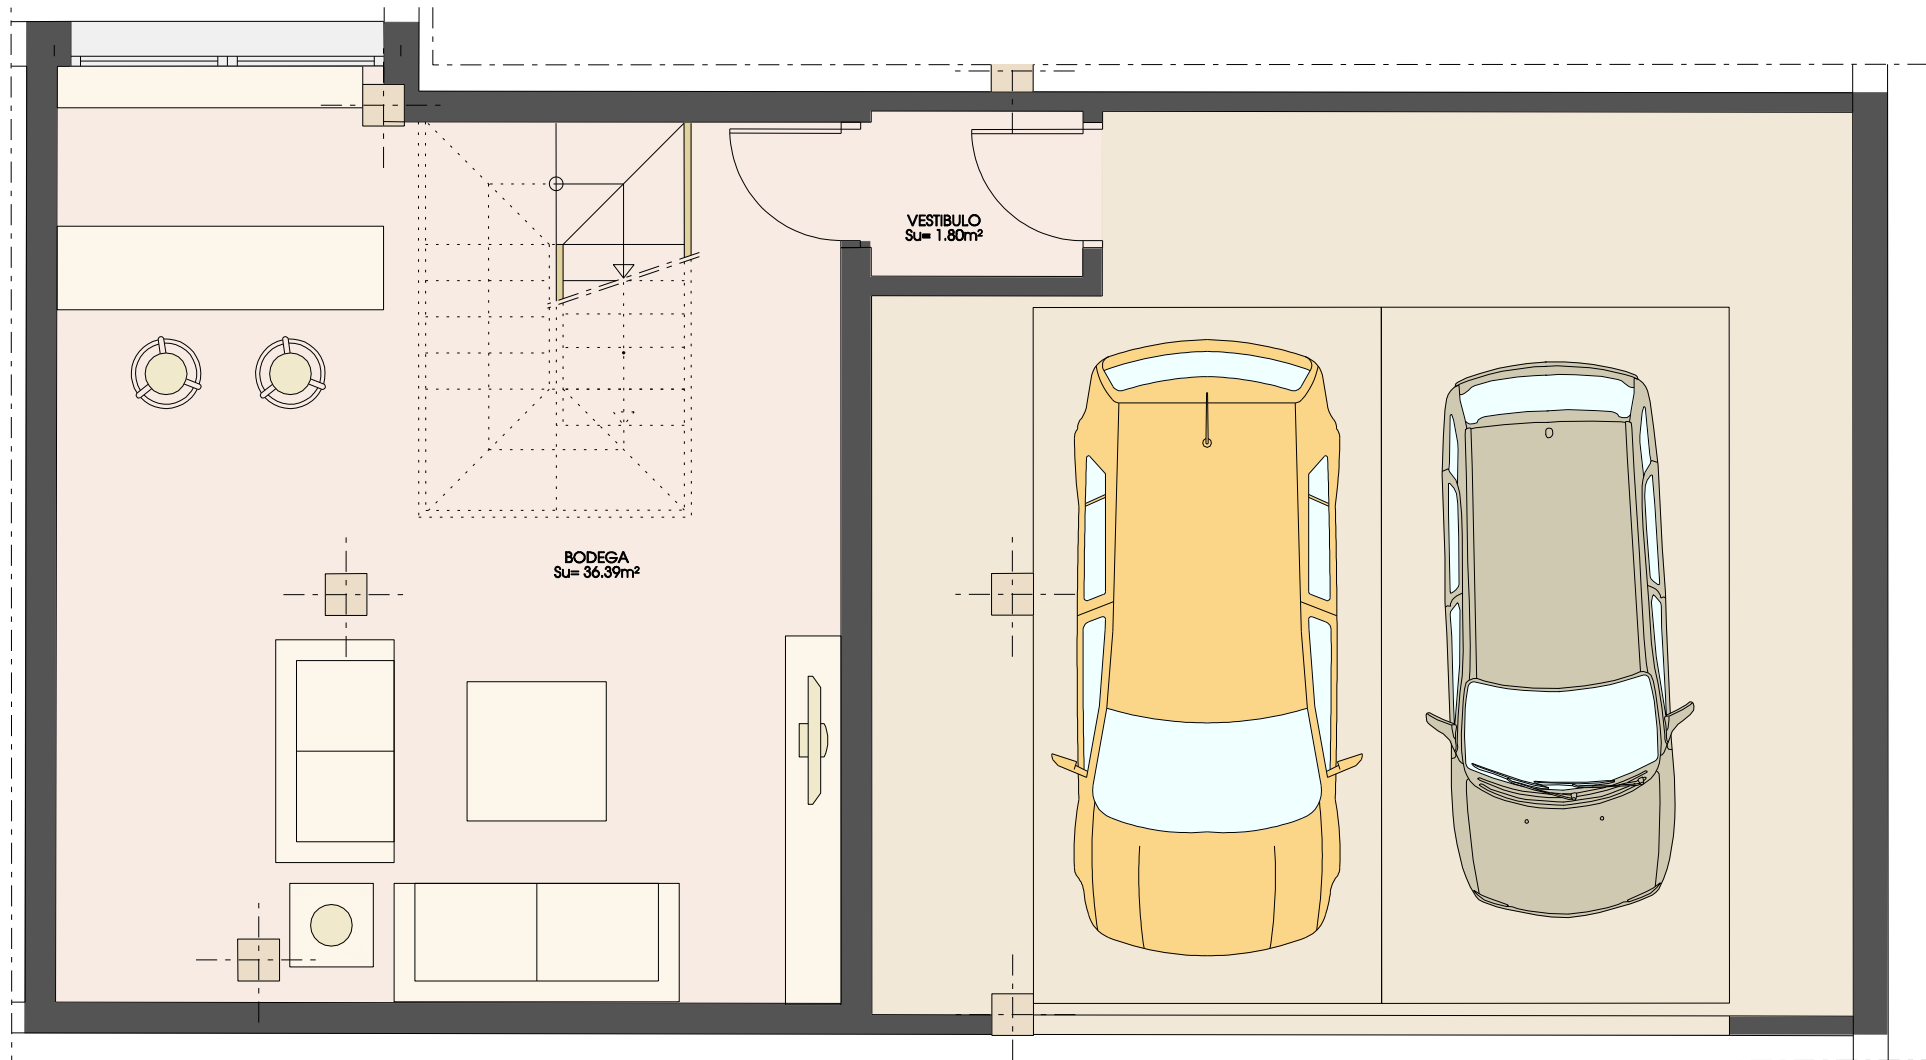 VESTIBULO
Su= 1.80m²
BODEGA
Su= 36.39m²